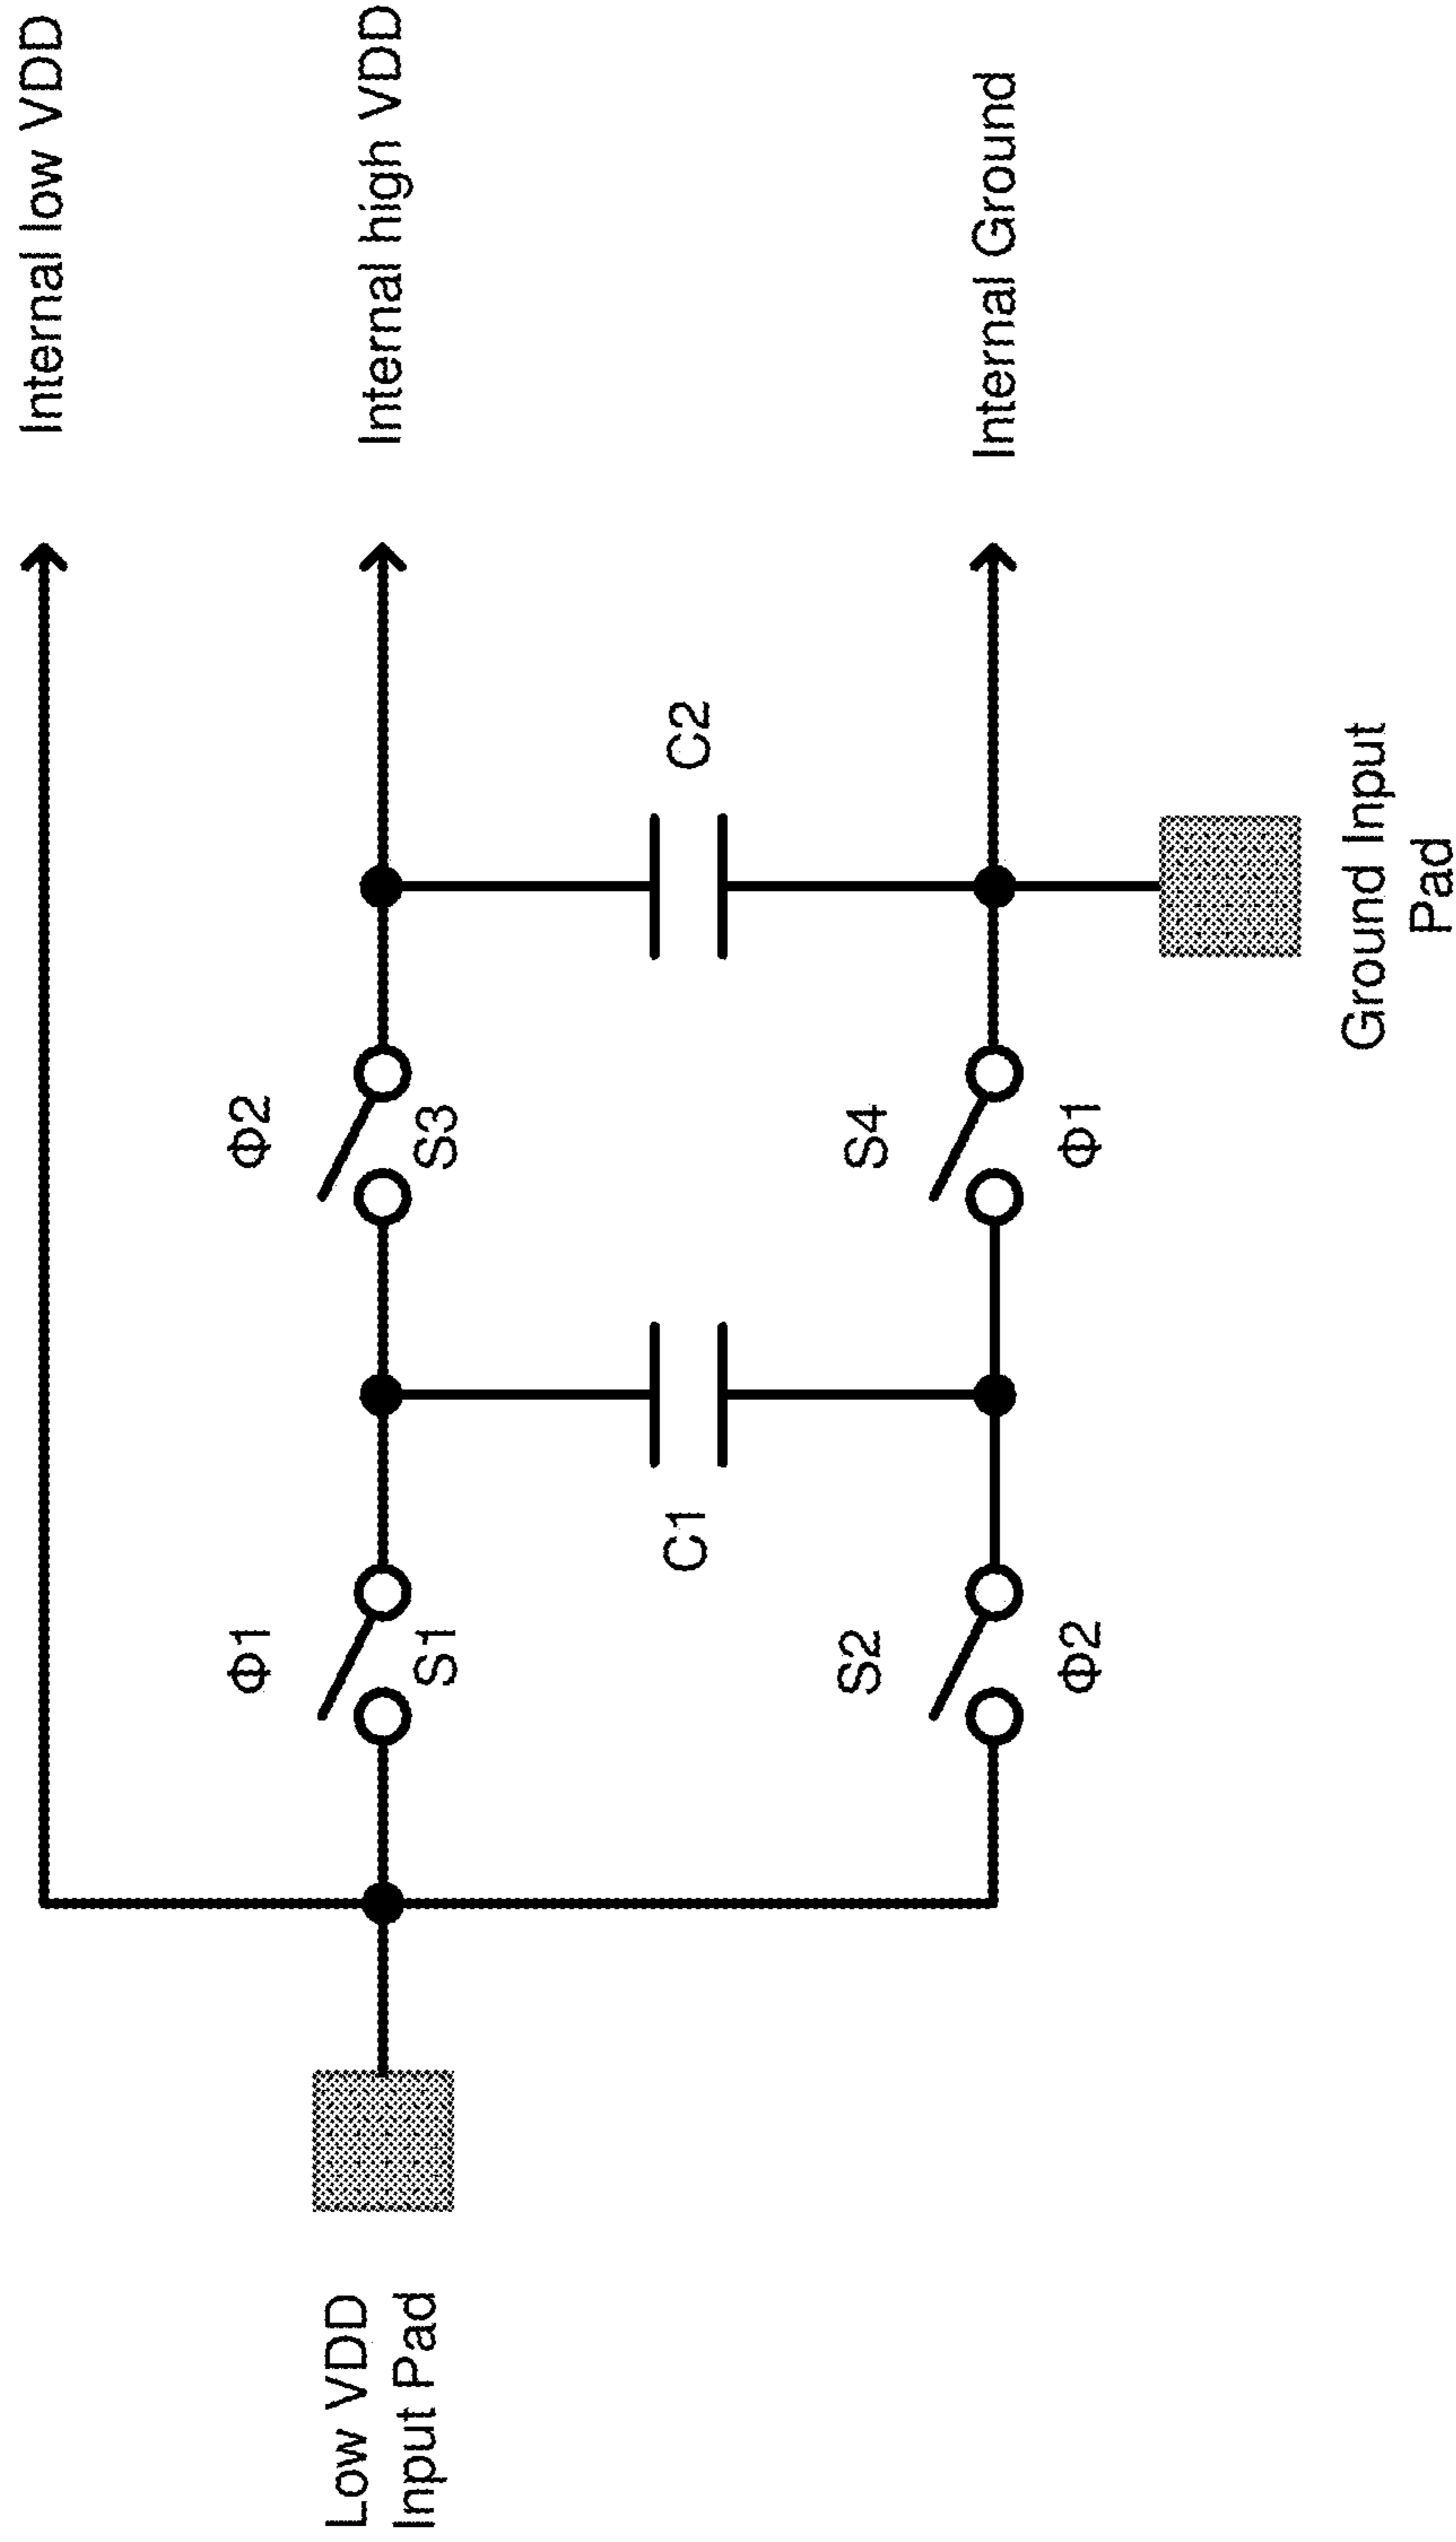 Internal low VDD
Φ1
Φ2
Internal high VDD
Low VDD
Input Pad
S1
S3
C1
C2
S2
S4
Internal Ground
Φ2
Φ1
Ground Input
Pad